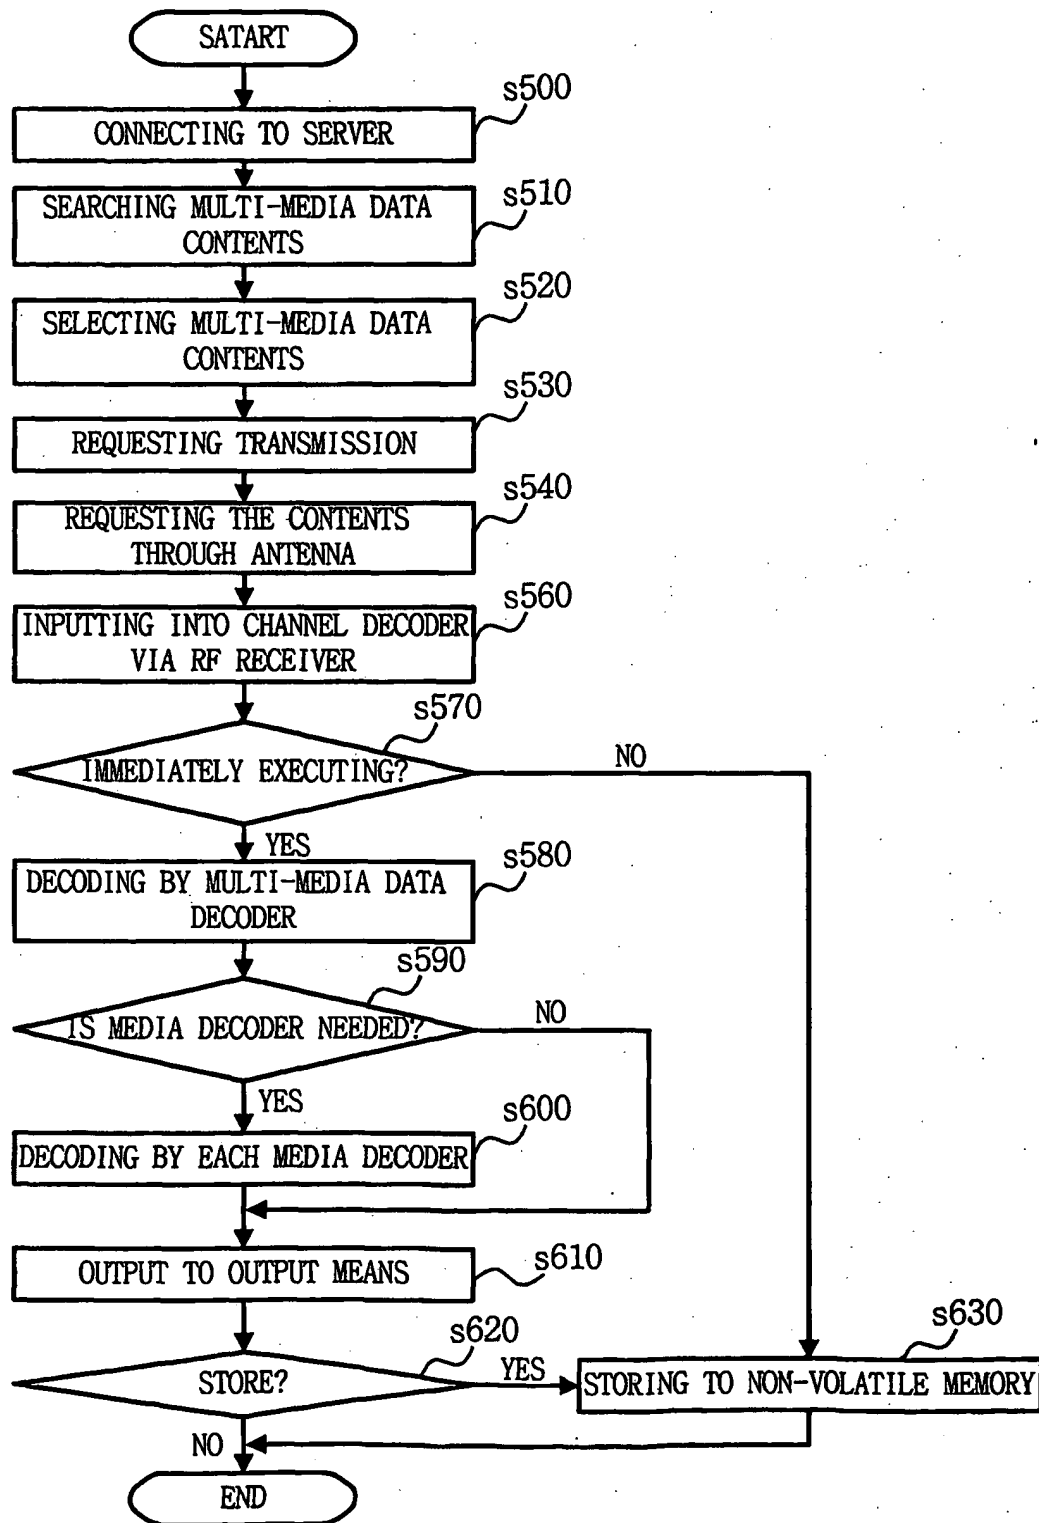 SATART
s500
CONNECTING TO SERVER
s510
SEARCHING MULTI-MEDIA DATA
CONTENTS
s520
SELECTING MULTI-MEDIA DATA
CONTENTS
s530
REQUESTING TRANSMISSION
s540
REQUESTING THE CONTENTS
THROUGH ANTENNA
s560
INPUTTING INTO CHANNEL DECODER
VIA RF RECEIVER
s570
IMMEDIATELY EXECUTING?
NO
YES
s580
DECODING BY MULTI-MEDIA DATA
DECODER
s590
IS MEDIA DECODER NEEDED?
NO
YES
s600
DECODING BY EACH MEDIA DECODER
s610
OUTPUT TO OUTPUT MEANS
s620
STORE?
YES
s630
STORING TO NON-VOLATILE MEMORY
NO
END